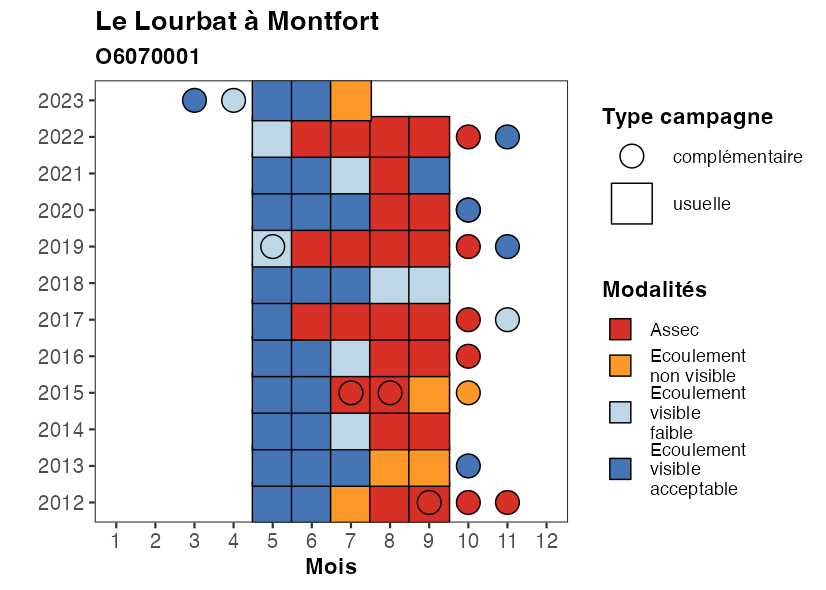 Le Lourbat à Montfort
O6070001
2023
2022
2021
2020
2019
2018
2017
2016
2015
2014
2013
2012
1 2 3 4 5 6 7 8 9 10 11 12
Mois
Type campagne
complémentaire
usuelle
Modalités
Assec
Ecoulement
non visible
Ecoulement
visible
faible
Ecoulement
visible
acceptable